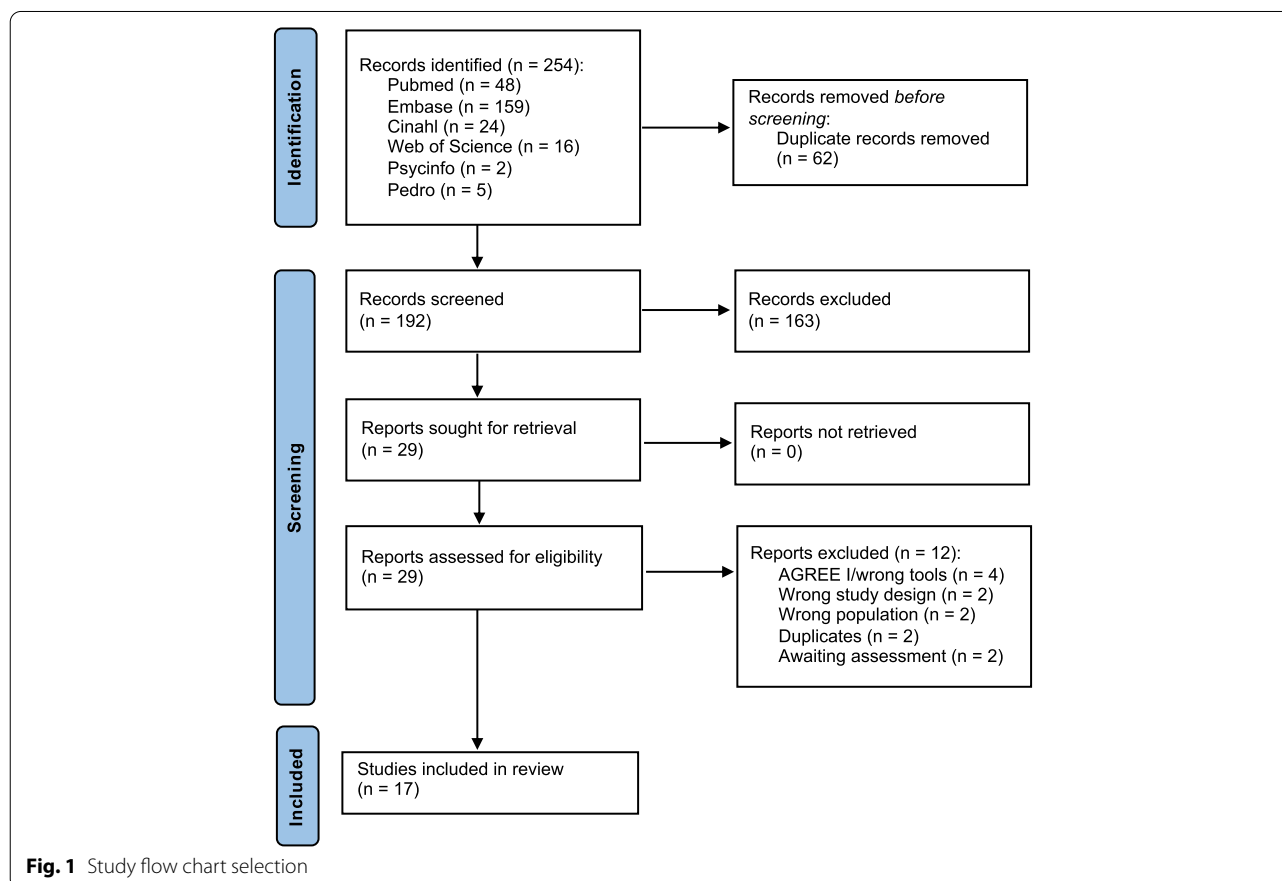 Identification
Records identified (n = 254):
Pubmed (n = 48)
Embase (n = 159)
Cinahl (n = 24)
Web of Science (n = 16)
Psycinfo (n = 2)
Pedro (n = 5)
Records removed before
screening:
Duplicate records removed
(n = 62)
Screening
Records screened
(n = 192)
Records excluded
(n = 163)
Reports sought for retrieval
(n = 29)
Reports not retrieved
(n = 0)
Reports assessed for eligibility
(n = 29)
Reports excluded (n = 12):
AGREE I/wrong tools (n = 4)
Wrong study design (n = 2)
Wrong population (n = 2)
Duplicates (n = 2)
Awaiting assessment (n = 2)
Included
Studies included in review
(n = 17)
Fig. 1 Study flow chart selection